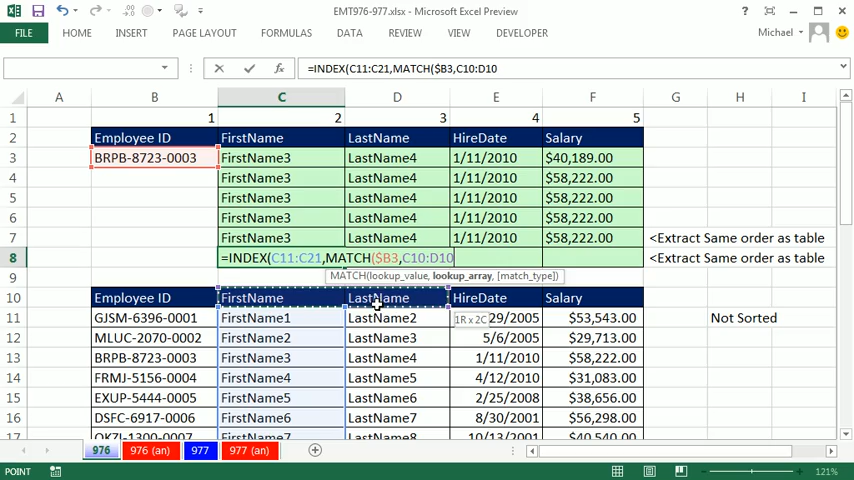 EMT976-977.xlsx - Microsoft Excel Preview
FILE HOME INSERT PAGE LAYOUT FORMULAS DATA REVIEW VIEW DEVELOPER Michael
=INDEX(C11:C21,MATCH($B3,C10:D10
A B C D E F G H I
1 1 2 3 4 5
2 Employee ID FirstName LastName HireDate Salary
3 BRPB-8723-0003 FirstName3 LastName4 1/11/2010 $40,189.00
4 FirstName3 LastName4 1/11/2010 $58,222.00
5 FirstName3 LastName4 1/11/2010 $58,222.00
6 FirstName3 LastName4 1/11/2010 $58,222.00
7 FirstName3 LastName4 1/11/2010 $58,222.00 <Extract Same order as table
8 =INDEX(C11:C21,MATCH($B3,C10:D10 <Extract Same order as table
9 MATCH(lookup_value, lookup_array, [match_type])
10 Employee ID FirstName LastName HireDate Salary
11 GJSM-6396-0001 FirstName1 LastName2 1R x 2C 29/2005 $53,543.00 Not Sorted
12 MLUC-2070-0002 FirstName2 LastName3 5/6/2005 $29,713.00
13 BRPB-8723-0003 FirstName3 LastName4 1/11/2010 $58,222.00
14 FRMJ-5156-0004 FirstName4 LastName5 4/12/2010 $31,083.00
15 EXUP-5444-0005 FirstName5 LastName6 2/25/2008 $38,656.00
16 DSFC-6917-0006 FirstName6 LastName7 8/30/2001 $56,298.00
17 OKZI-1300-0007 FirstName7 LastName8 10/13/2001 $40,540.00
976 976 (an) 977 977 (an)
POINT 121%